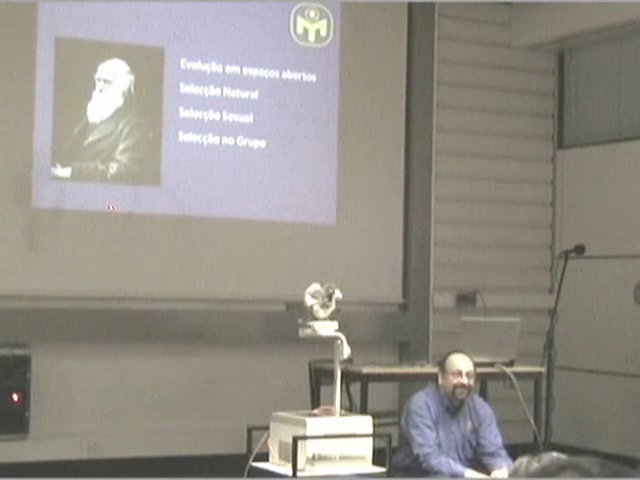 Evolução em espaços abertos
Selecção Natural
Selecção Sexual
Selecção no Grupo